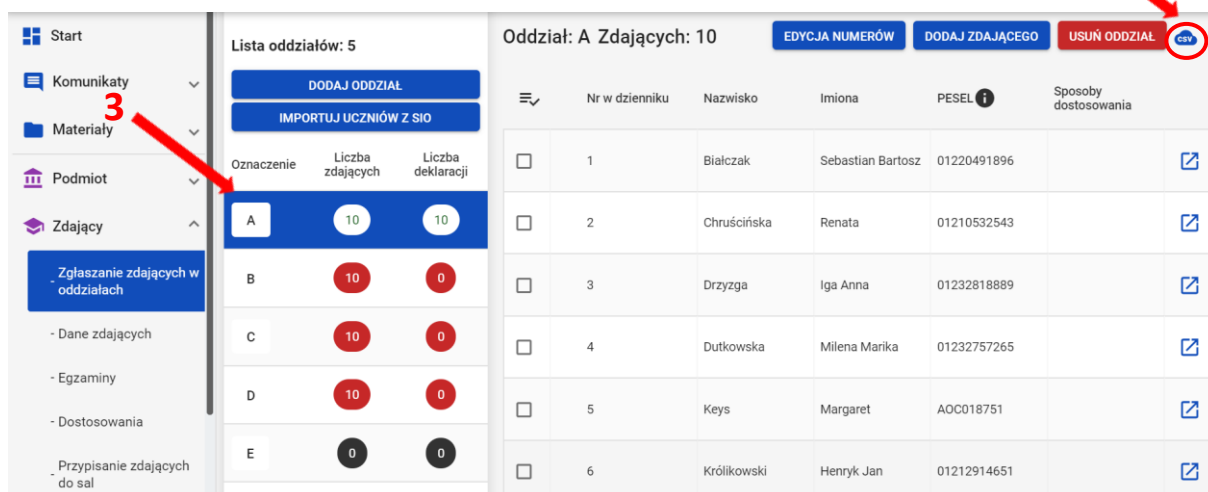 Start
Komunikaty
3
Materiały
Podmiot
Zdający
- Zgłaszanie zdających w
oddziałach
- Dane zdających
- Egzaminy
- Dostosowania
- Przypisanie zdających
do sal
Lista oddziałów: 5
DODAJ ODDZIAŁ
IMPORTUJ UCZNIÓW Z SIO
Oznaczenie Liczba zdających Liczba deklaracji
A 10 10
B 10 0
C 10 0
D 10 0
E 0 0
Oddział: A Zdających: 10 EDYCJA NUMERÓW DODAJ ZDAJĄCEGO USUŃ ODDZIAŁ csv
Nr w dzienniku Nazwisko Imiona PESEL i Sposoby dostosowania
1 Białczak Sebastian Bartosz 01220491896
2 Chruścińska Renata 01210532543
3 Drzyzga Iga Anna 01232818889
4 Dutkowska Milena Marika 01232757265
5 Keys Margaret AOC018751
6 Królikowski Henryk Jan 01212914651